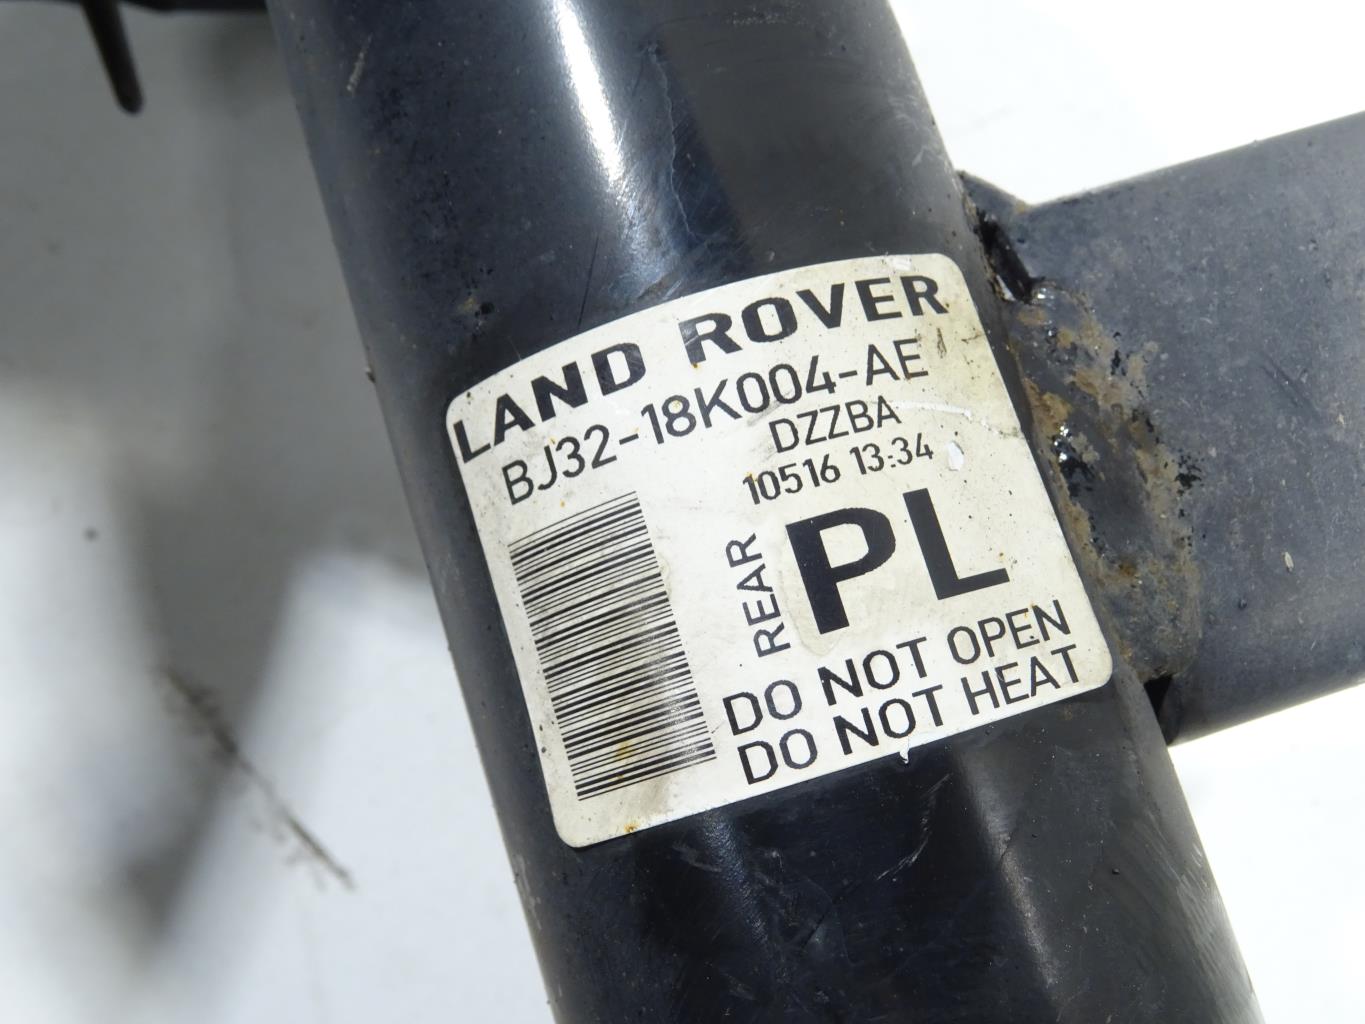 LAND ROVER
BJ32-18K004-AE
DZZBA
10516 13:34
REAR
PL
DO NOT OPEN
DO NOT HEAT